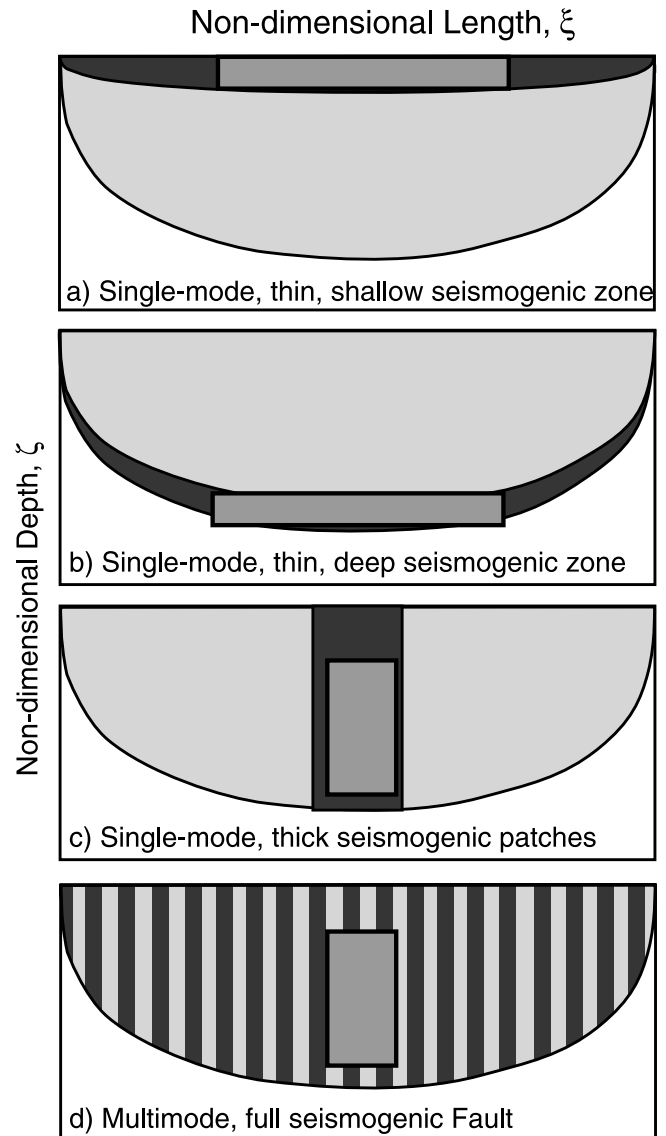 Non-dimensional Length, ξ
a) Single-mode, thin, shallow seismogenic zone
b) Single-mode, thin, deep seismogenic zone
Non-dimensional Depth, ζ
c) Single-mode, thick seismogenic patches
d) Multimode, full seismogenic Fault